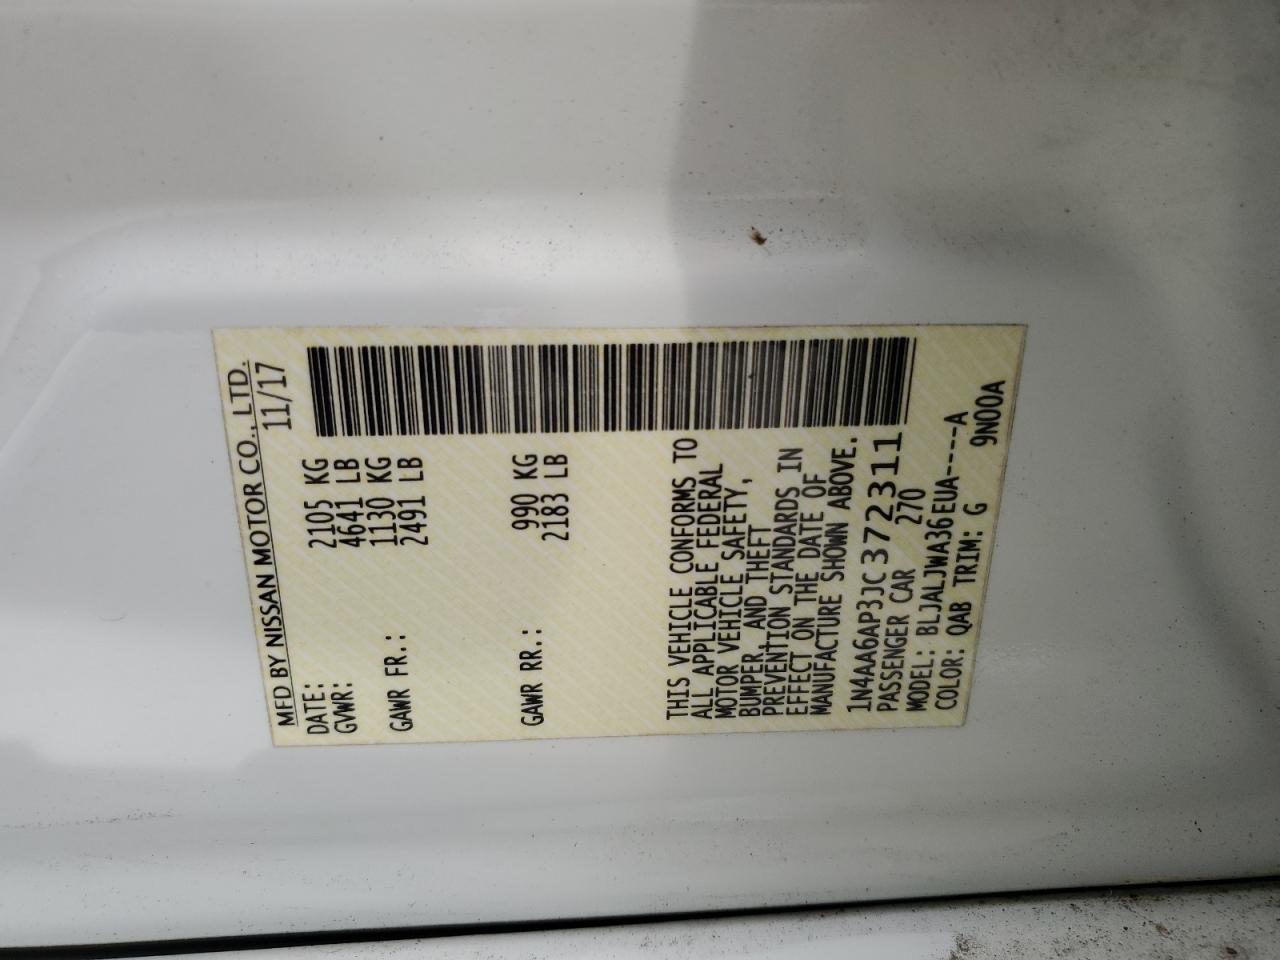 MFD BY NISSAN MOTOR CO., LTD.
DATE: 11/17
GVWR: 2105 KG
4641 LB
GAWR FR.: 1130 KG
2491 LB
GAWR RR.: 990 KG
2183 LB
THIS VEHICLE CONFORMS TO
ALL APPLICABLE FEDERAL
MOTOR VEHICLE SAFETY,
BUMPER, AND THEFT
PREVENTION STANDARDS IN
EFFECT ON THE DATE OF
MANUFACTURE SHOWN ABOVE.
1N4AA6AP3JC372311
PASSENGER CAR 270
MODEL: BLJALJWA36EUA-----A
COLOR: QAB TRIM: G 9N00A